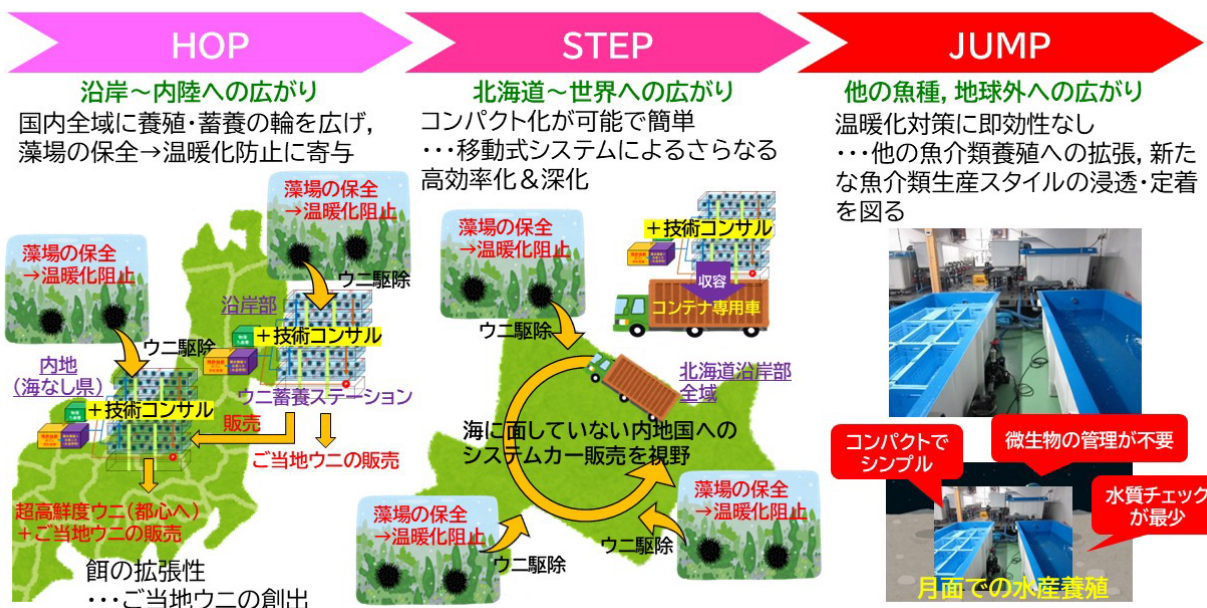 HOP
沿岸～内陸への広がり
国内全域に養殖・蓄養の輪を広げ，
藻場の保全→温暖化防止に寄与
藻場の保全
→温暖化阻止
ウニ駆除
沿岸部
＋技術コンサル
ウニ蓄養ステーション
藻場の保全
→温暖化阻止
ウニ駆除
内地
（海なし県）
＋技術コンサル
販売
ご当地ウニの販売
超高鮮度ウニ（都心へ）
＋ご当地ウニの販売
餌の拡張性
・・・ご当地ウニの創出
STEP
北海道～世界への広がり
コンパクト化が可能で簡単
・・・移動式システムによるさらなる
高効率化＆深化
藻場の保全
→温暖化阻止
ウニ駆除
＋技術コンサル
収容
コンテナ専用車
北海道沿岸部
全域
海に面していない内地国への
システムカー販売を視野
藻場の保全
→温暖化阻止
ウニ駆除
藻場の保全
→温暖化阻止
ウニ駆除
JUMP
他の魚種，地球外への広がり
温暖化対策に即効性なし
・・・他の魚介類養殖への拡張，新た
な魚介類生産スタイルの浸透・定着
を図る
コンパクトで
シンプル
微生物の管理が不要
水質チェック
が最少
月面での水産養殖